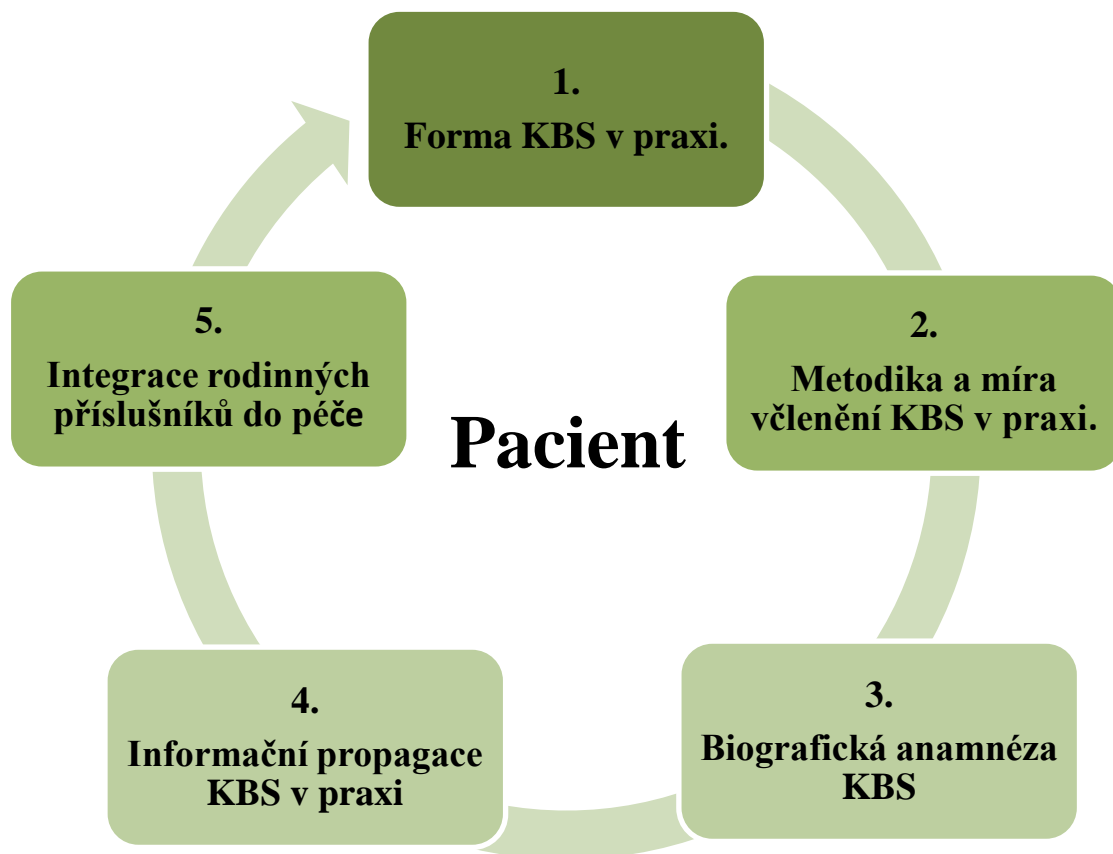 1.
Forma KBS v praxi.
2.
Metodika a míra
včlenění KBS v praxi.
3.
Biografická anamnéza
KBS
4.
Informační propagace
KBS v praxi
5.
Integrace rodinných
příslušníků do péče
Pacient